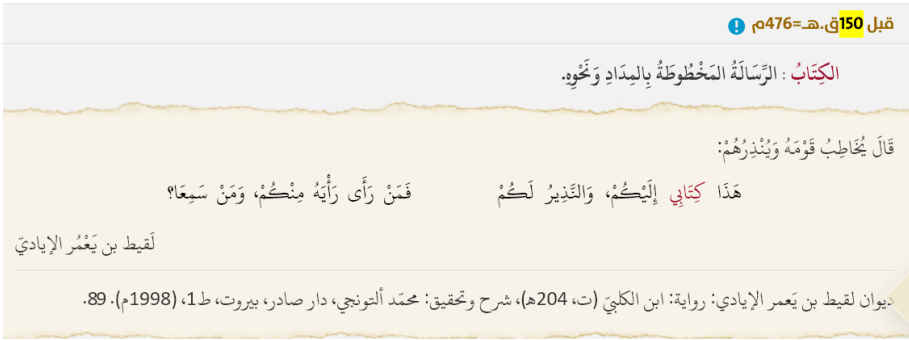 قبل 150ق.هـ=476م
الكِتَابُ : الرِّسَالَةُ المَخْطُوطَةُ بِالمِدَادِ وَنَحْوِهِ.
قَالَ يُخَاطِبُ قَوْمَهُ وَيُنْذِرُهُمْ:
هَذَا كِتَابِي إِلَيْكُمْ، وَالنَّذِيرُ لَكُمْ فَمَنْ رَأَى رَأْيَهُ مِنْكُمْ، وَمَنْ سَمِعَا؟
لَقيط بن يَعْمُر الإياديّ
ديوان لقيط بن يَعمر الإيادي: رواية: ابن الكلبيّ (ت، 204هـ)، شرح وتحقيق: محمّد ألتونجي، دار صادر، بيروت، ط1، (1998م). 89.